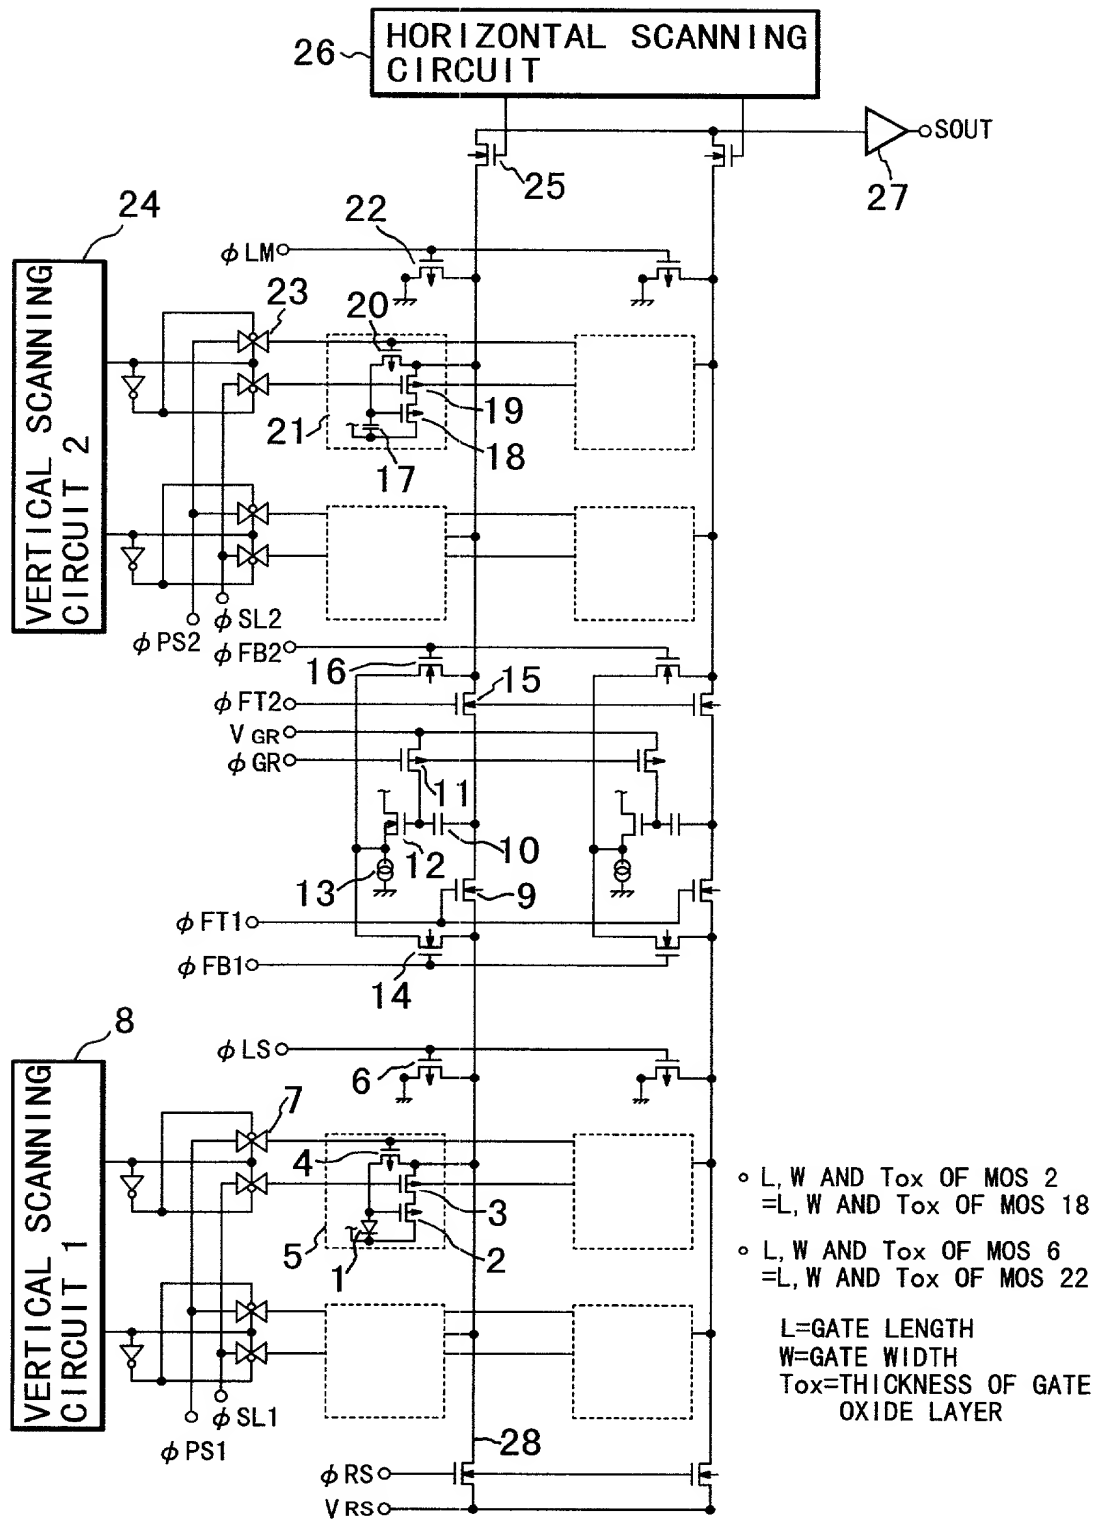 HORIZONTAL SCANNING
CIRCUIT
26
SOUT
25
27
24
22
φLM
VERTICAL SCANNING
CIRCUIT 2
23
20
19
21
18
17
φSL2
φPS2
φFB2
16
15
φFT2
VGR
φGR
11
10
12
13
9
φFT1
φFB1
14
8
φLS
6
VERTICAL SCANNING
CIRCUIT 1
7
4
3
5
1
2
L, W AND Tox OF MOS 2
=L, W AND Tox OF MOS 18
L, W AND Tox OF MOS 6
=L, W AND Tox OF MOS 22
L=GATE LENGTH
W=GATE WIDTH
Tox=THICKNESS OF GATE
OXIDE LAYER
φSL1
φPS1
28
φRS
VRS